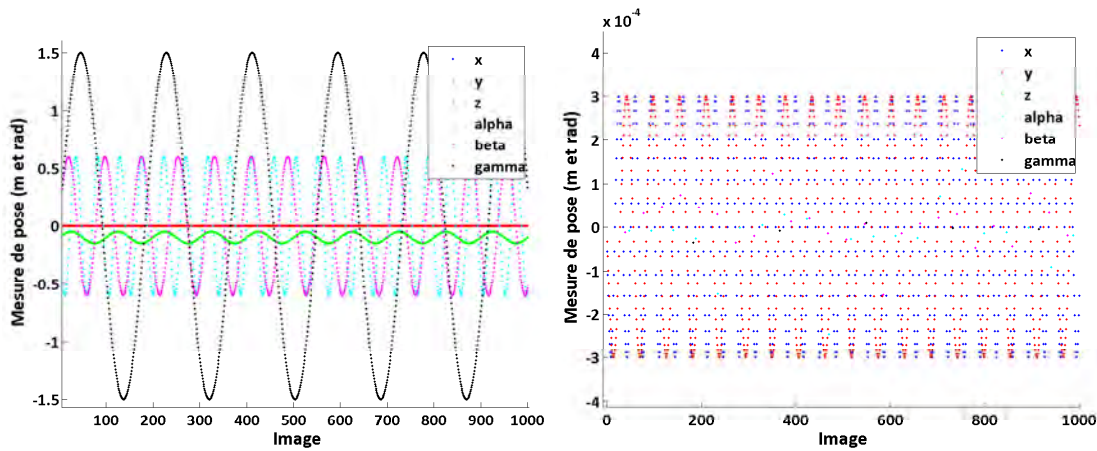 1.5
1
0.5
0
-0.5
-1
-1.5
100 200 300 400 500 600 700 800 900 1000
Image
Mesure de pose (m et rad)
x
y
z
alpha
beta
gamma
x 10-4
4
3
2
1
0
-1
-2
-3
-4
0 200 400 600 800 1000
Image
Mesure de pose (m et rad)
x
y
z
alpha
beta
gamma